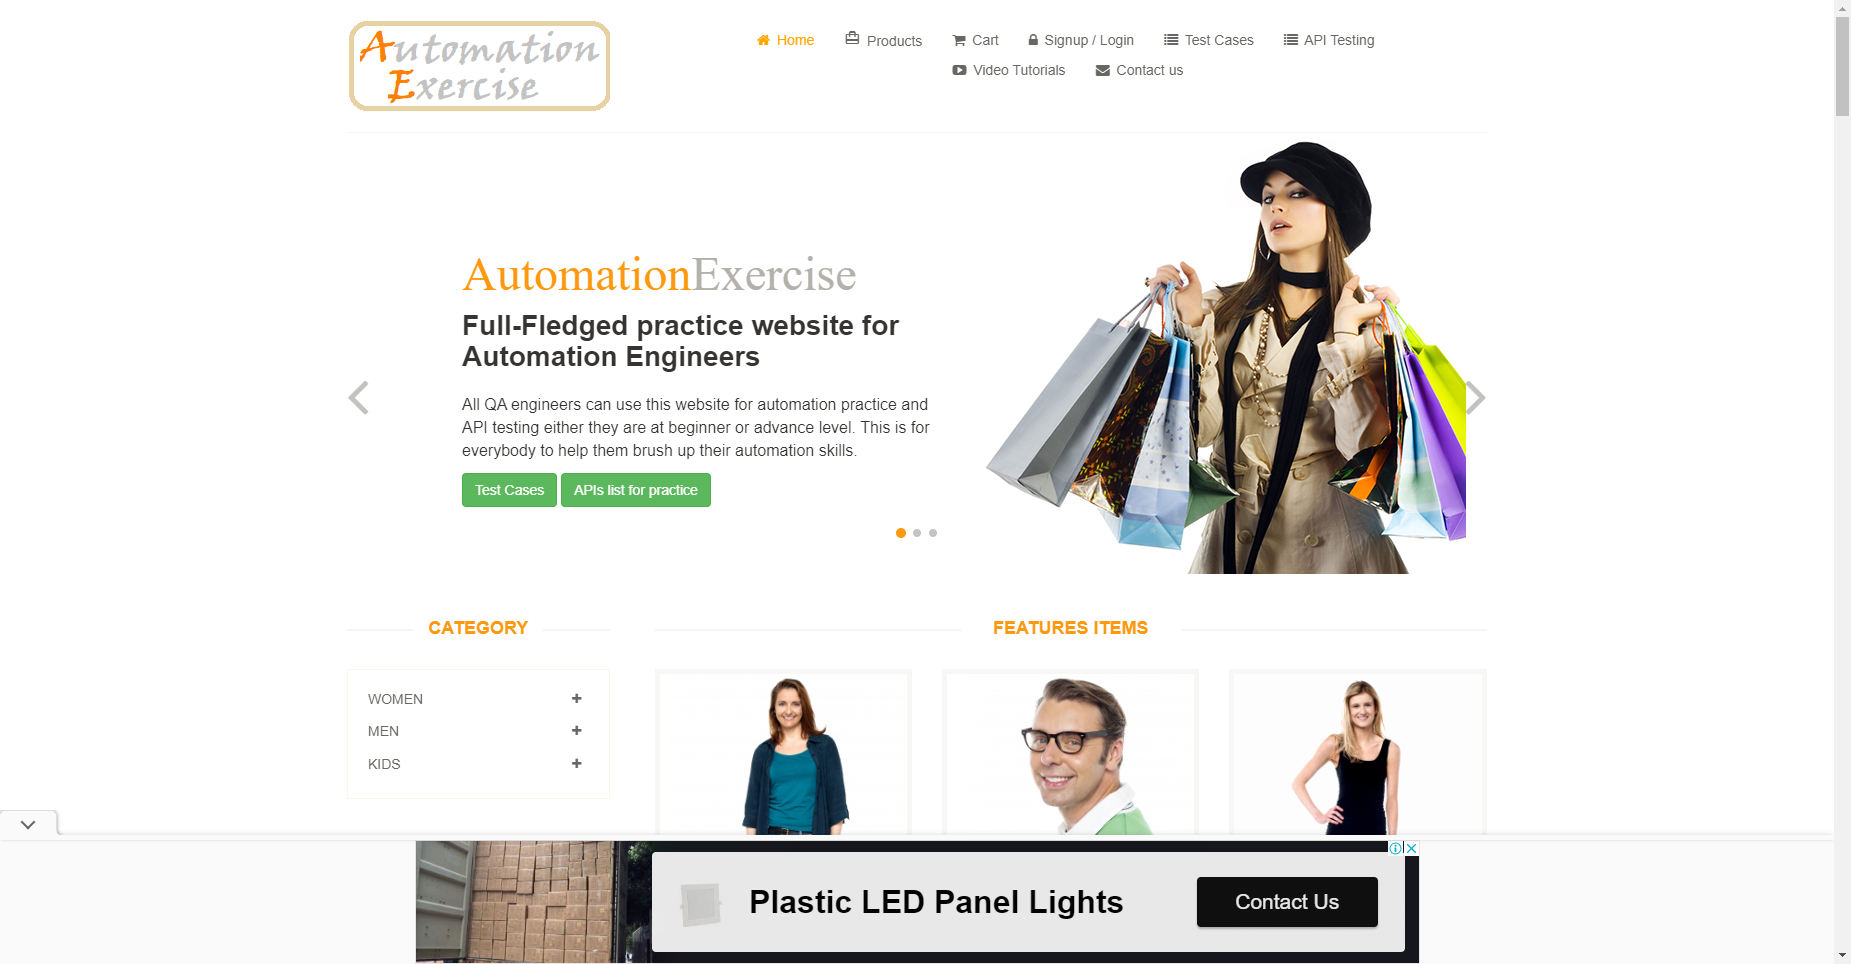 Automation
Exercise
Home
Products
Cart
Signup / Login
Test Cases
API Testing
Video Tutorials
Contact us
AutomationExercise
Full-Fledged practice website for
Automation Engineers
All QA engineers can use this website for automation practice and
API testing either they are at beginner or advance level. This is for
everybody to help them brush up their automation skills.
Test Cases
APIs list for practice
CATEGORY
FEATURES ITEMS
WOMEN
MEN
KIDS
Plastic LED Panel Lights
Contact Us